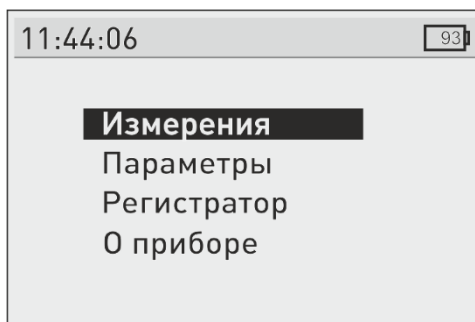 11:44:06 93
Измерения
Параметры
Регистратор
О приборе